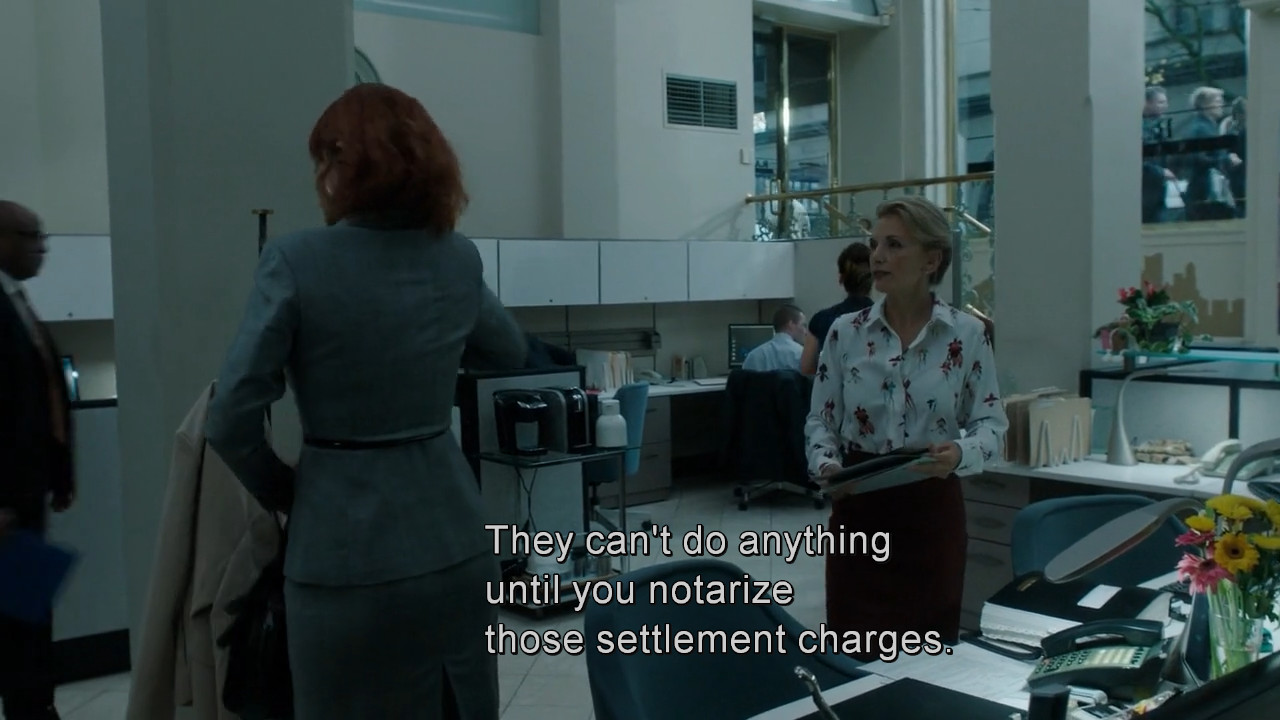 They can't do anything
until you notarize
those settlement charges.